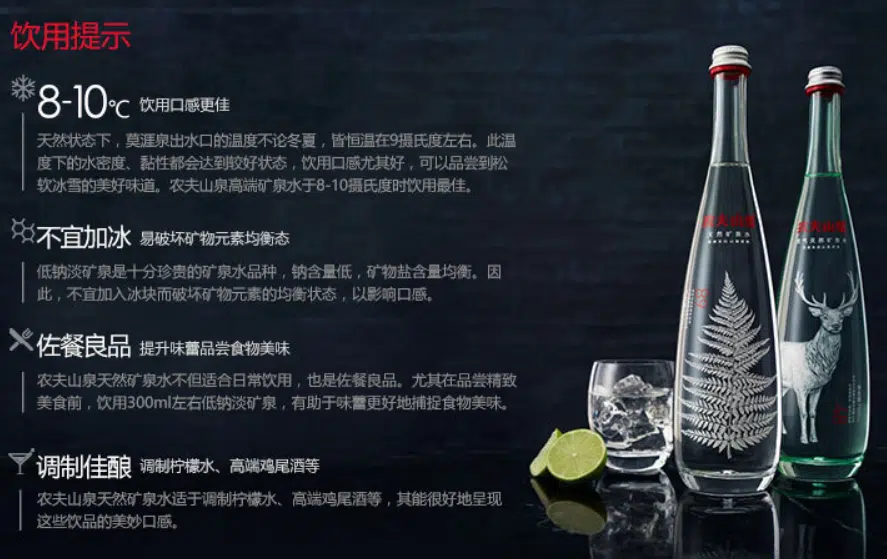 饮用提示
8-10℃ 饮用口感更佳
天然状态下，莫涯泉出水口的温度不论冬夏，皆恒温在9摄氏度左右。此温
度下的水密度、黏性都会达到较好状态，饮用口感尤其好，可以品尝到松
软冰雪的美好味道。农夫山泉高端矿泉水于8-10摄氏度时饮用最佳。
不宜加冰 易破坏矿物元素均衡态
低钠淡矿泉是十分珍贵的矿泉水品种，钠含量低，矿物盐含量均衡。因
此，不宜加入冰块而破坏矿物元素的均衡状态，以影响口感。
佐餐良品 提升味蕾品尝食物美味
农夫山泉天然矿泉水不但适合日常饮用，也是佐餐良品。尤其在品尝精致
美食前，饮用300ml左右低钠淡矿泉，有助于味蕾更好地捕捉食物美味。
调制佳酿 调制柠檬水、高端鸡尾酒等
农夫山泉天然矿泉水适于调制柠檬水、高端鸡尾酒等，其能很好地呈现
这些饮品的美妙口感。
农夫山泉
农夫山泉